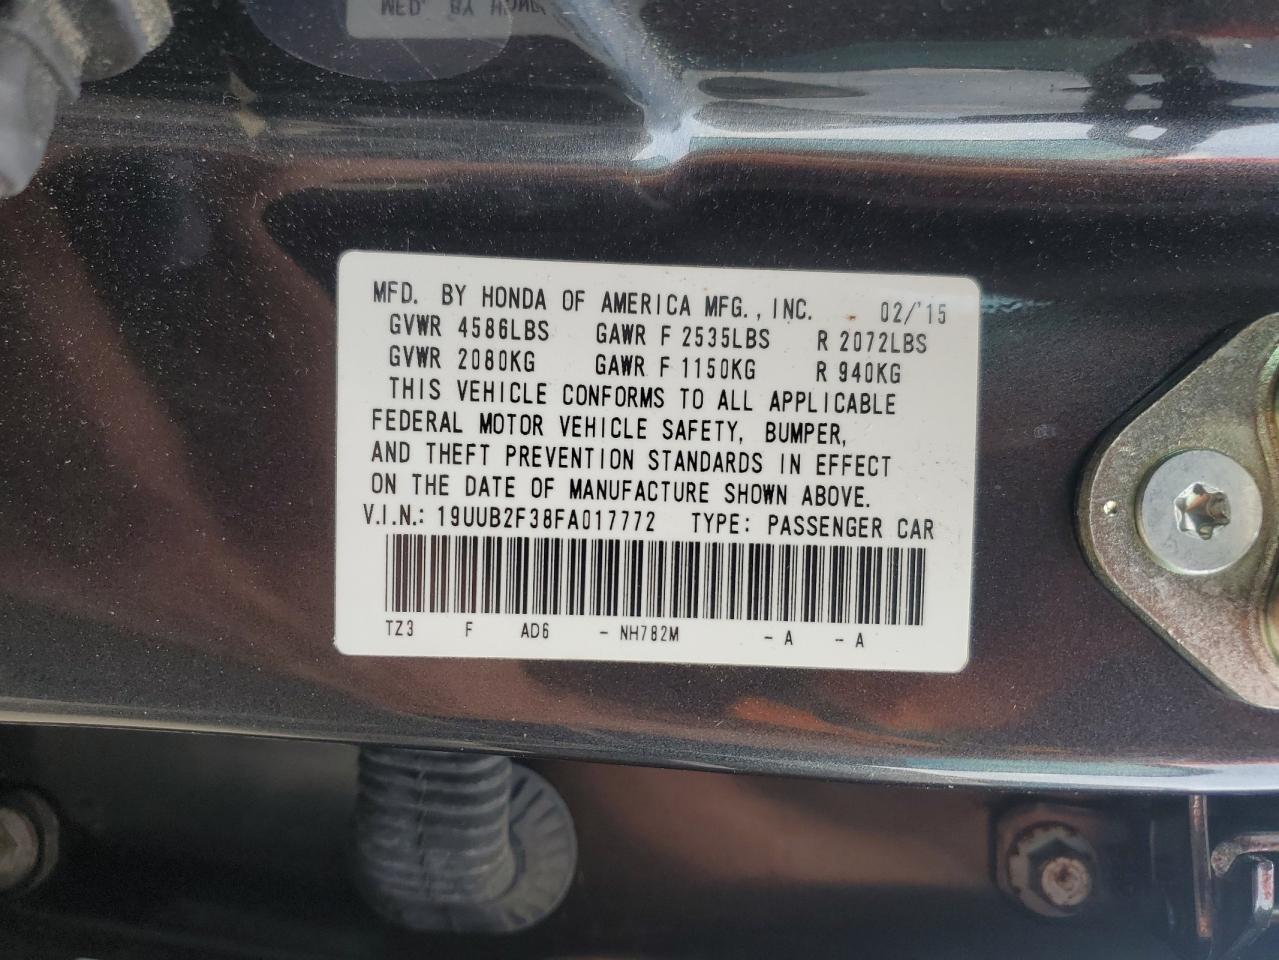 MFD. BY HONDA OF AMERICA MFG., INC. 02/'15
GVWR 4586LBS GAWR F 2535LBS R 2072LBS
GVWR 2080KG GAWR F 1150KG R 940KG
THIS VEHICLE CONFORMS TO ALL APPLICABLE
FEDERAL MOTOR VEHICLE SAFETY, BUMPER,
AND THEFT PREVENTION STANDARDS IN EFFECT
ON THE DATE OF MANUFACTURE SHOWN ABOVE.
V.I.N.: 19UUB2F38FA017772 TYPE: PASSENGER CAR
TZ3 F AD6 - NH782M - A - A